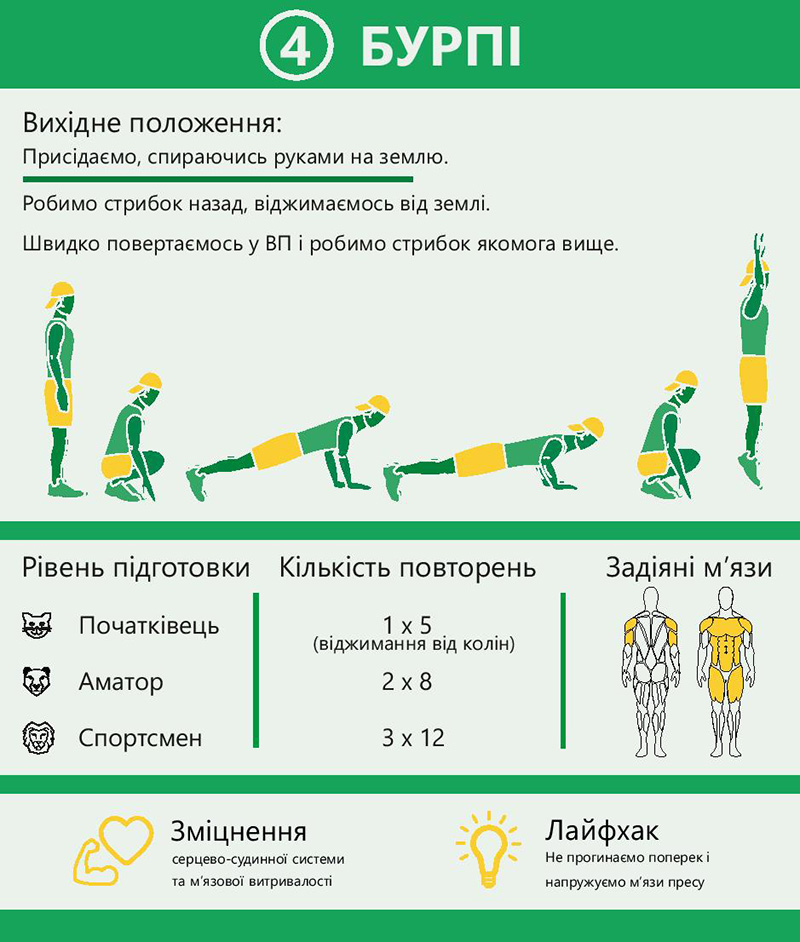 4 БУРПІ
Вихідне положення:
Присідаємо, спираючись руками на землю.
Робимо стрибок назад, віджимаємось від землі.
Швидко повертаємось у ВП і робимо стрибок якомога вище.
Рівень підготовки
Кількість повторень
Задіяні м’язи
Початківець
1 x 5
(віджимання від колін)
Аматор
2 x 8
Спортсмен
3 x 12
Зміцнення
серцево-судинної системи
та м’язової витривалості
Лайфхак
Не прогинаємо поперек і
напружуємо м’язи пресу